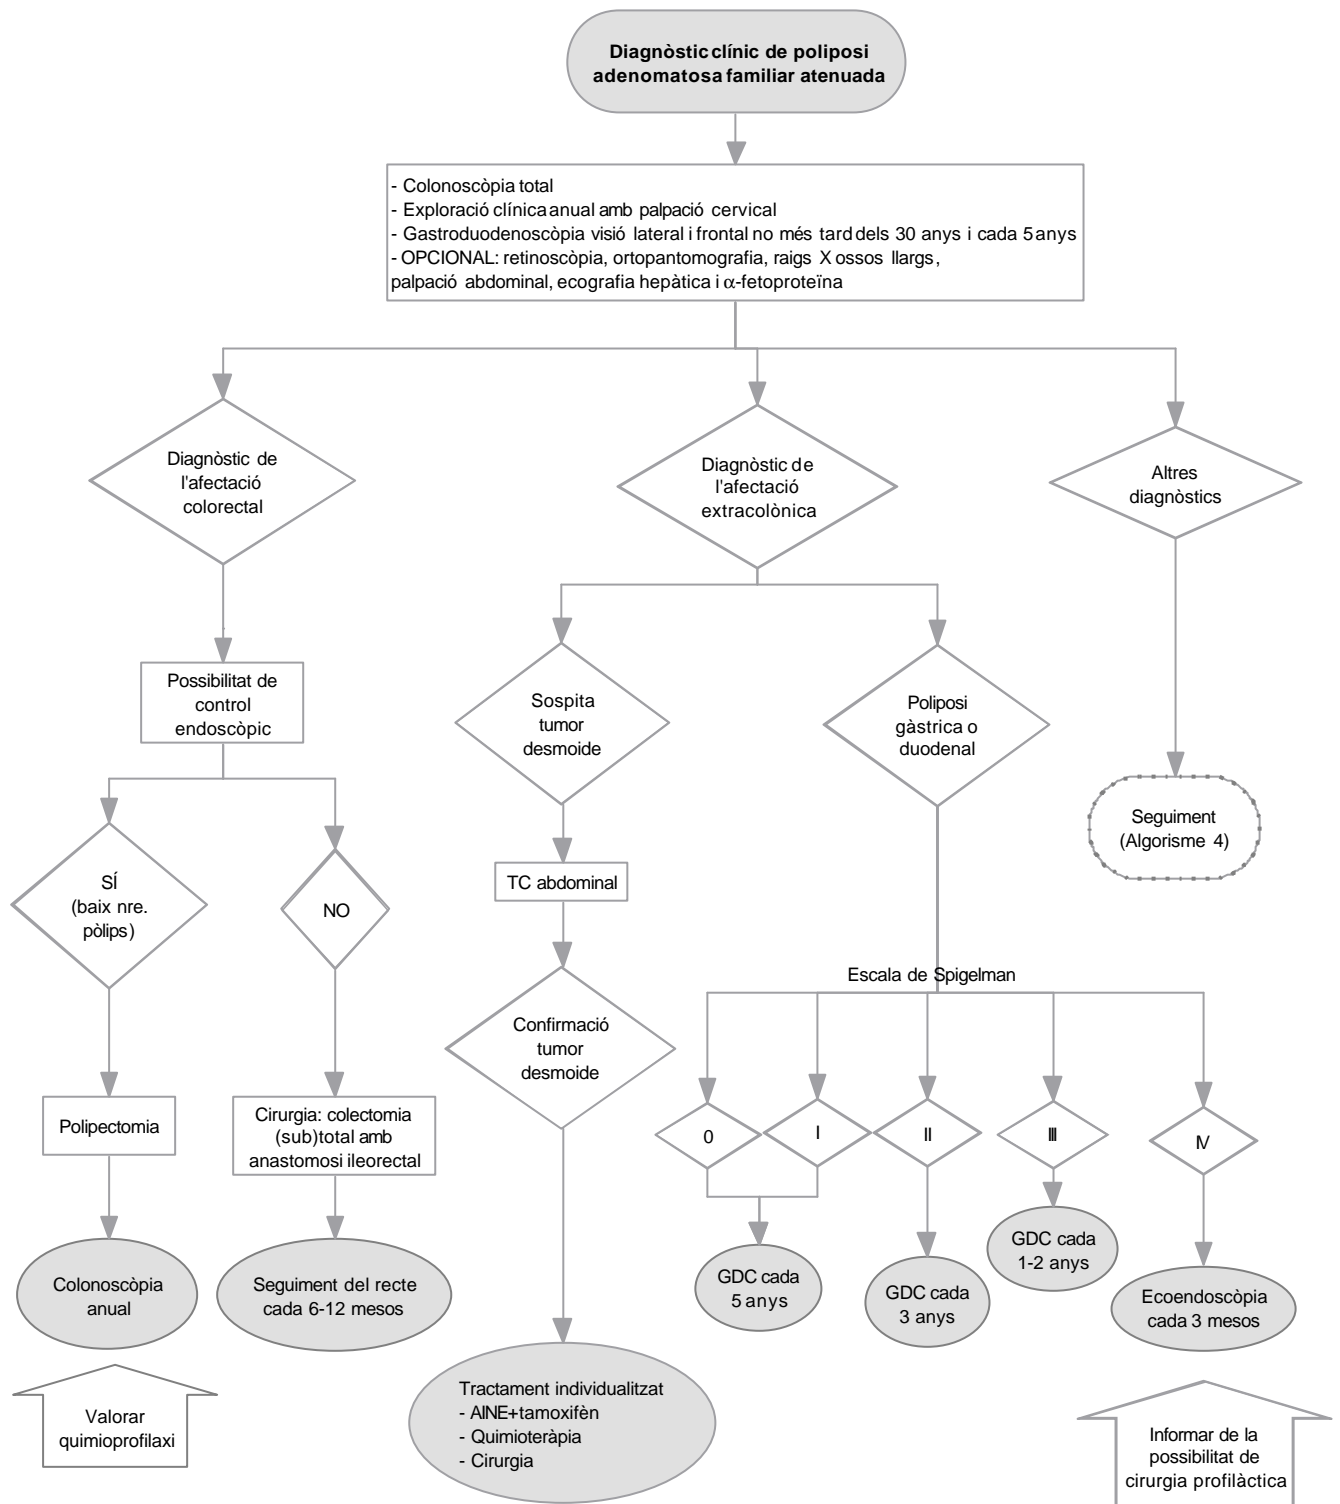 Diagnòstic clínic de poliposi
adenomatosa familiar atenuada
- Colonoscòpia total
- Exploració clínica anual amb palpació cervical
- Gastroduodenoscòpia visió lateral i frontal no més tard dels 30 anys i cada 5 anys
- OPCIONAL: retinoscòpia, ortopantomografia, raigs X ossos llargs,
palpació abdominal, ecografia hepàtica i α-fetoproteïna
Diagnòstic de
l'afectació
colorectal
Diagnòstic de
l'afectació
extracolònica
Altres
diagnòstics
Possibilitat de
control
endoscòpic
Sospita
tumor
desmoide
Poliposi
gàstrica o
duodenal
Seguiment
(Algorisme 4)
SÍ
(baix nre.
pòlips)
NO
TC abdominal
Escala de Spigelman
Confirmació
tumor
desmoide
Polipectomia
Cirurgia: colectomia
(sub)total amb
anastomosi ileorectal
0
I
II
III
IV
Colonoscòpia
anual
Seguiment del recte
cada 6-12 mesos
GDC cada
5 anys
GDC cada
3 anys
GDC cada
1-2 anys
Ecoendoscòpia
cada 3 mesos
Valorar
quimioprofilaxi
Tractament individualitzat
- AINE+tamoxifèn
- Quimioteràpia
- Cirurgia
Informar de la
possibilitat de
cirurgia profilàctica